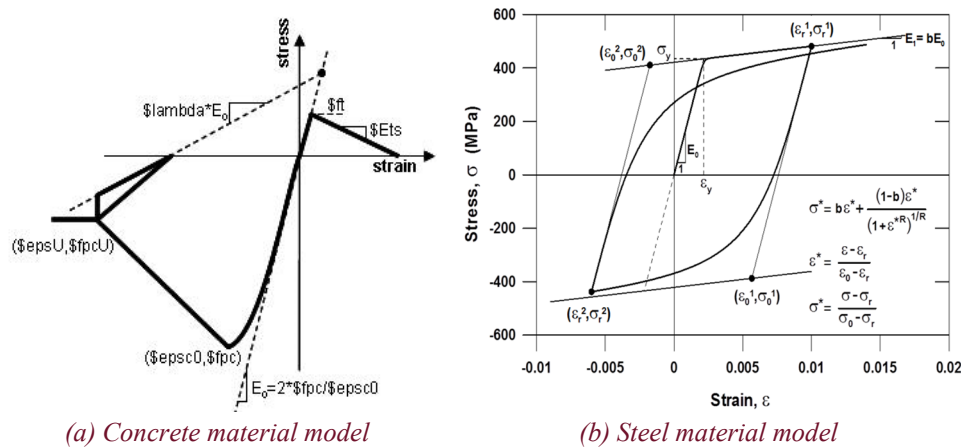 stress
$ft
$lambda*E₀
$Ets
strain
($epsU,$fpcU)
($epsc0,$fpc)
E₀=2*$fpc/$epsc0
(a) Concrete material model
600
400
200
0
-200
-400
-600
Stress, σ (MPa)
(εᵣ¹,σᵣ¹)
E₁= bE₀
1
(ε₀²,σ₀²)
σᵧ
E₀
1
εᵧ
σ* = bε* + (1-b)ε* / (1+ε*ᴿ)¹/ᴿ
ε* = ε-εᵣ / ε₀-εᵣ
σ* = σ-σᵣ / σ₀-σᵣ
(ε₀¹,σ₀¹)
(εᵣ²,σᵣ²)
-0.01 -0.005 0 0.005 0.01 0.015 0.02
Strain, ε
(b) Steel material model